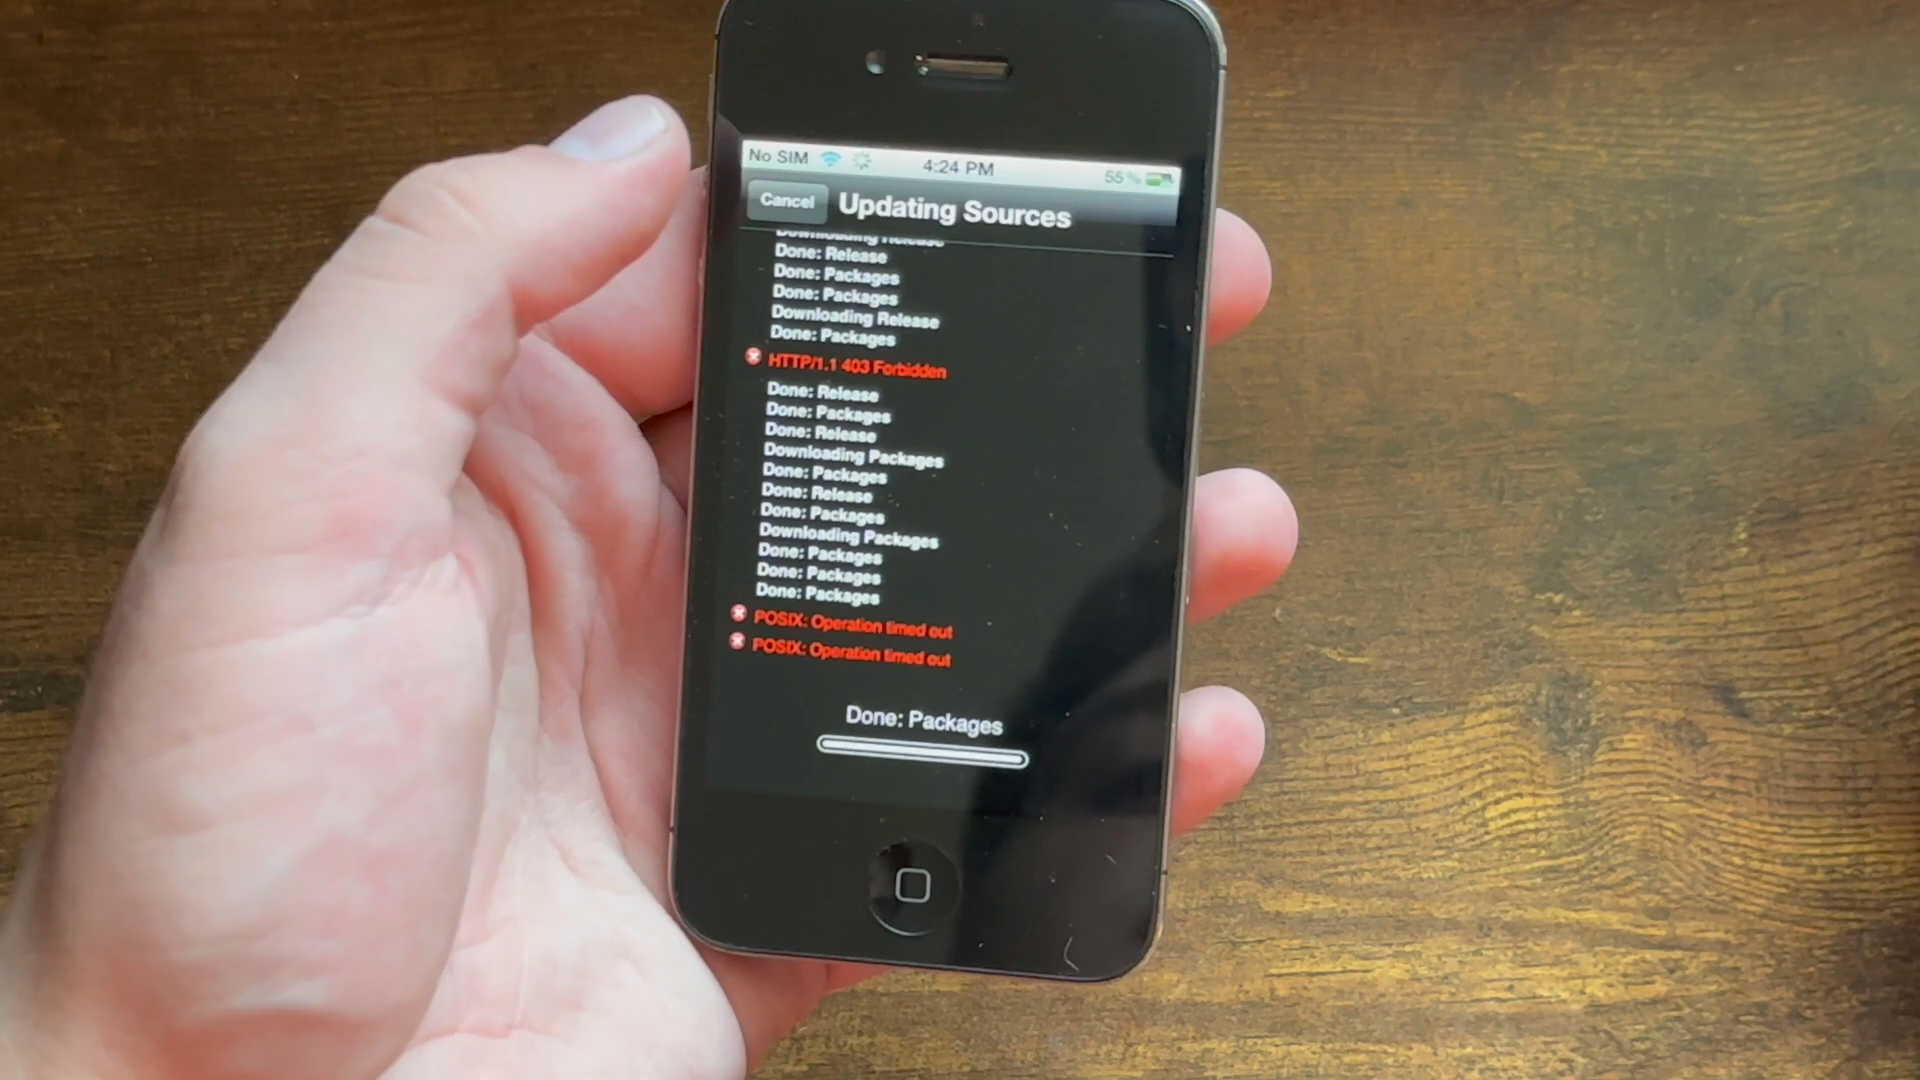 No SIM 4:24 PM 55%
Cancel Updating Sources
Downloading Release
Done: Release
Done: Packages
Done: Packages
Downloading Release
Done: Packages
HTTP/1.1 403 Forbidden
Done: Release
Done: Packages
Done: Release
Downloading Packages
Done: Packages
Done: Release
Done: Packages
Downloading Packages
Done: Packages
Done: Packages
Done: Packages
POSIX: Operation timed out
POSIX: Operation timed out
Done: Packages